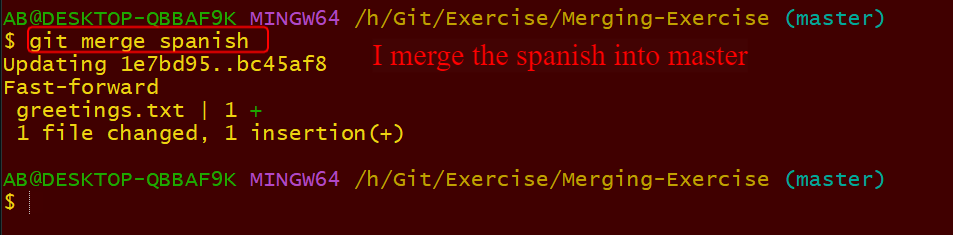 AB@DESKTOP-QBBAF9K MINGW64 /h/Git/Exercise/Merging-Exercise (master)
$ git merge spanish
I merge the spanish into master
Updating 1e7bd95..bc45af8
Fast-forward
 greetings.txt | 1 +
 1 file changed, 1 insertion(+)
AB@DESKTOP-QBBAF9K MINGW64 /h/Git/Exercise/Merging-Exercise (master)
$